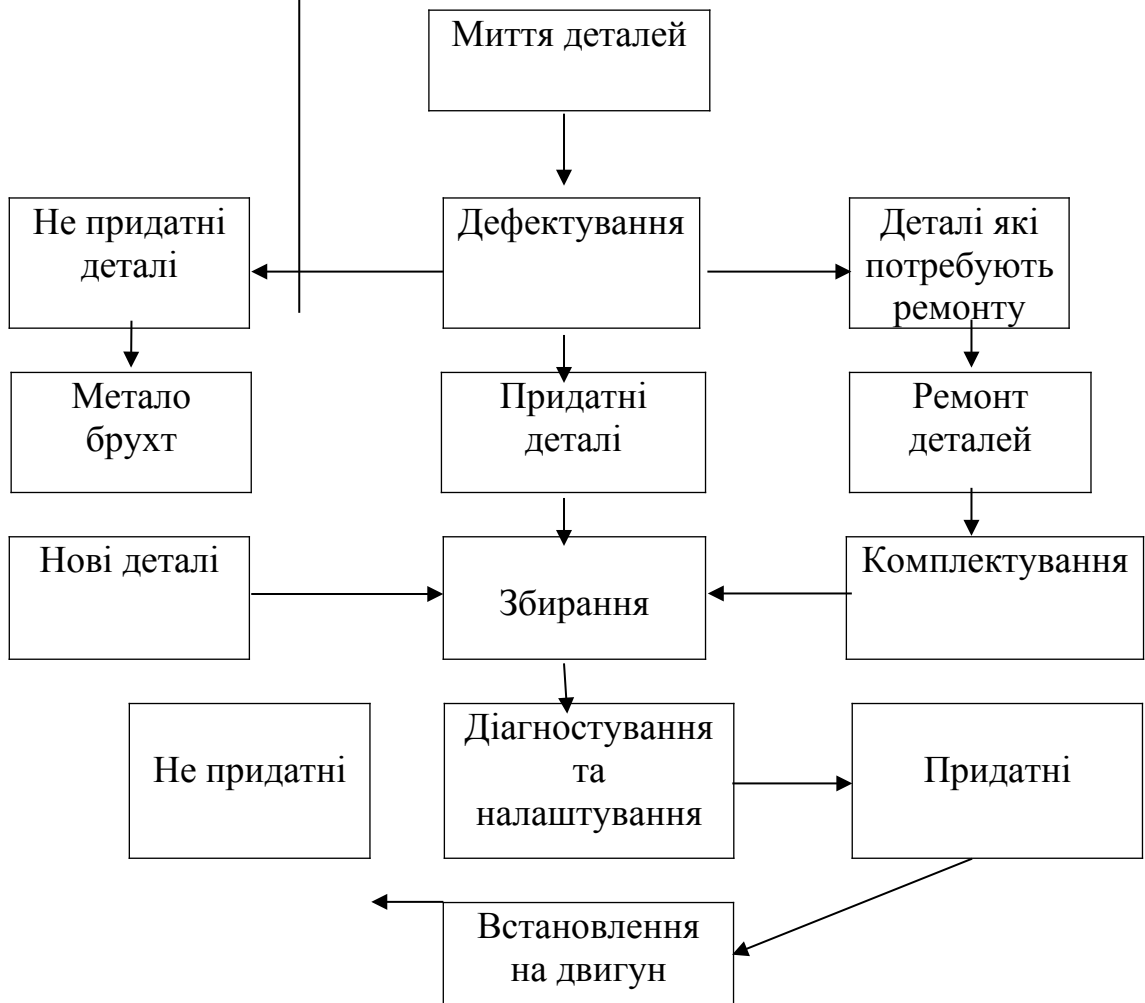 Миття деталей
Не придатні
деталі
Дефектування
Деталі які
потребують
ремонту
Метало
брухт
Придатні
деталі
Ремонт
деталей
Нові деталі
Збирання
Комплектування
Не придатні
Діагностування
та
налаштування
Придатні
Встановлення
на двигун